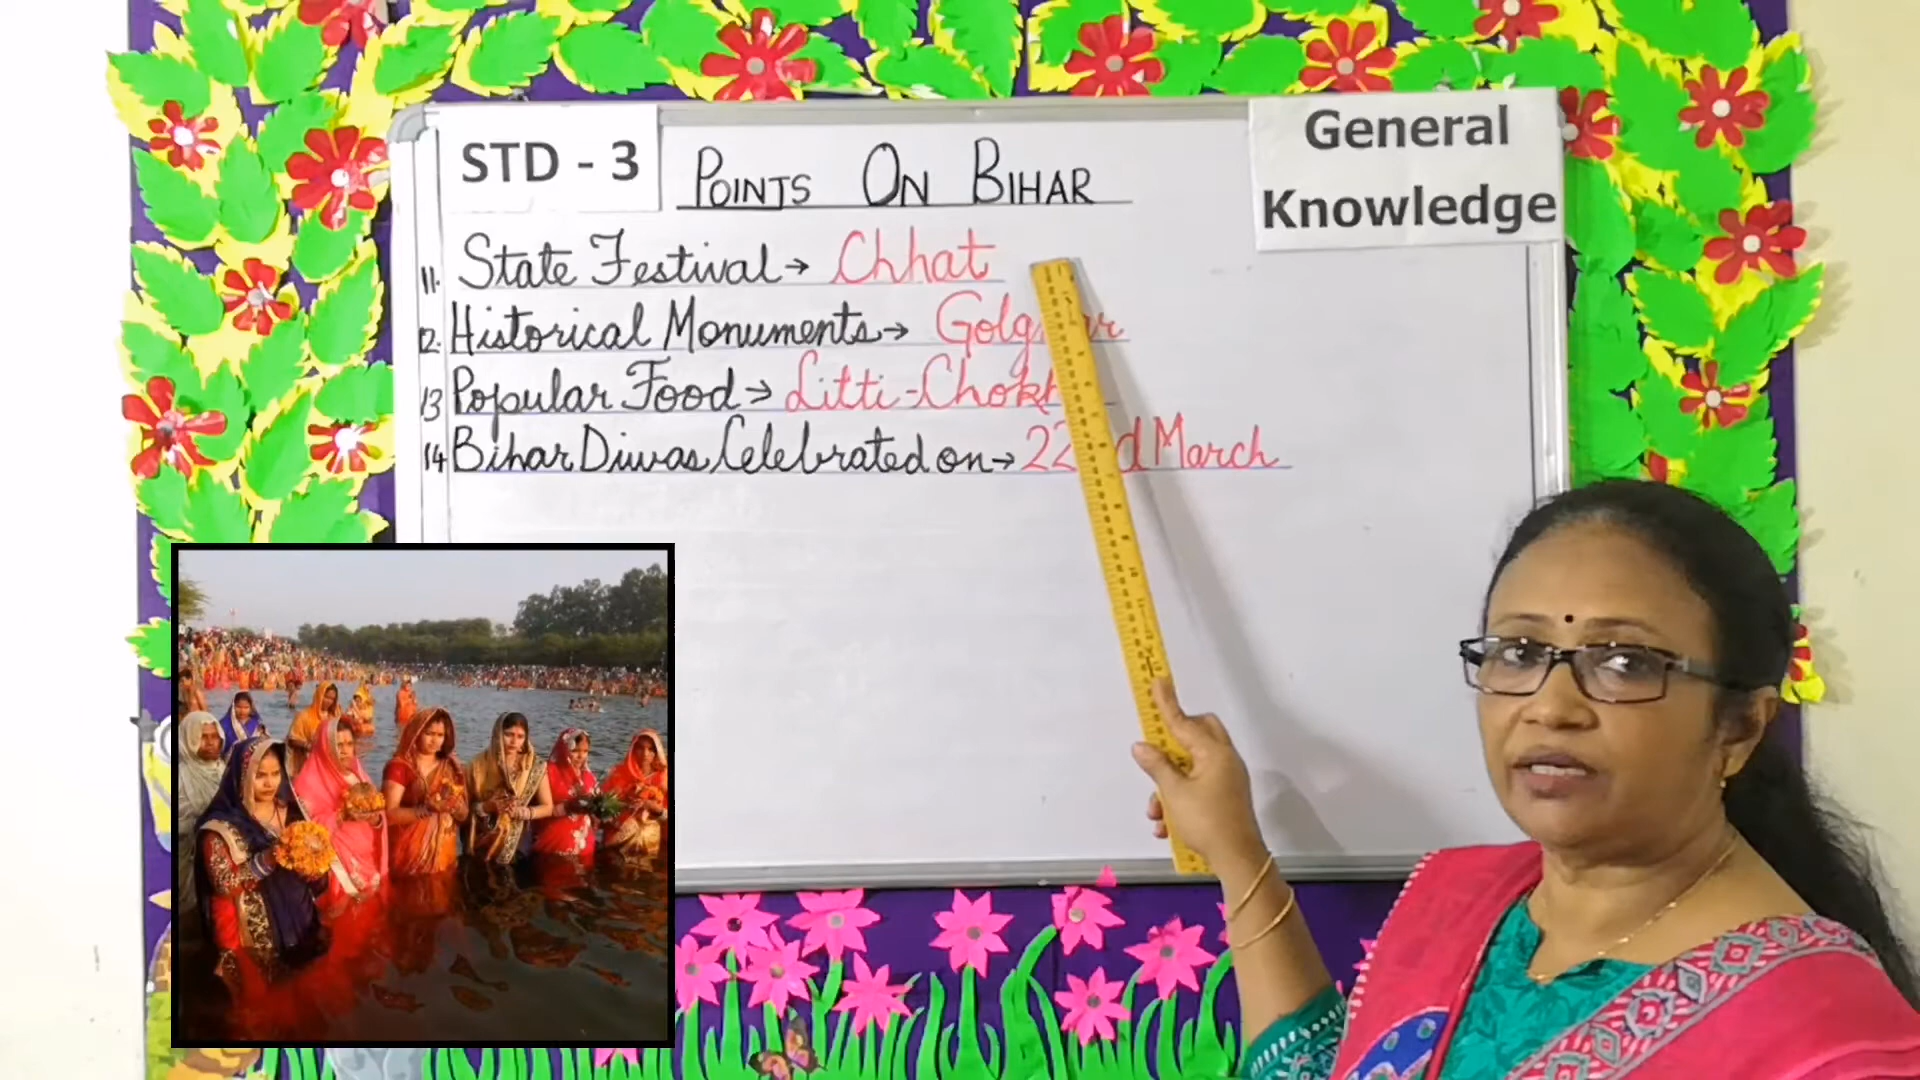 STD - 3
POINTS ON BIHAR
General
Knowledge
11. State Festival → Chhat
12. Historical Monuments →
13 Popular Food → Litti -
14 Bihar Diwas Celebrated on → March